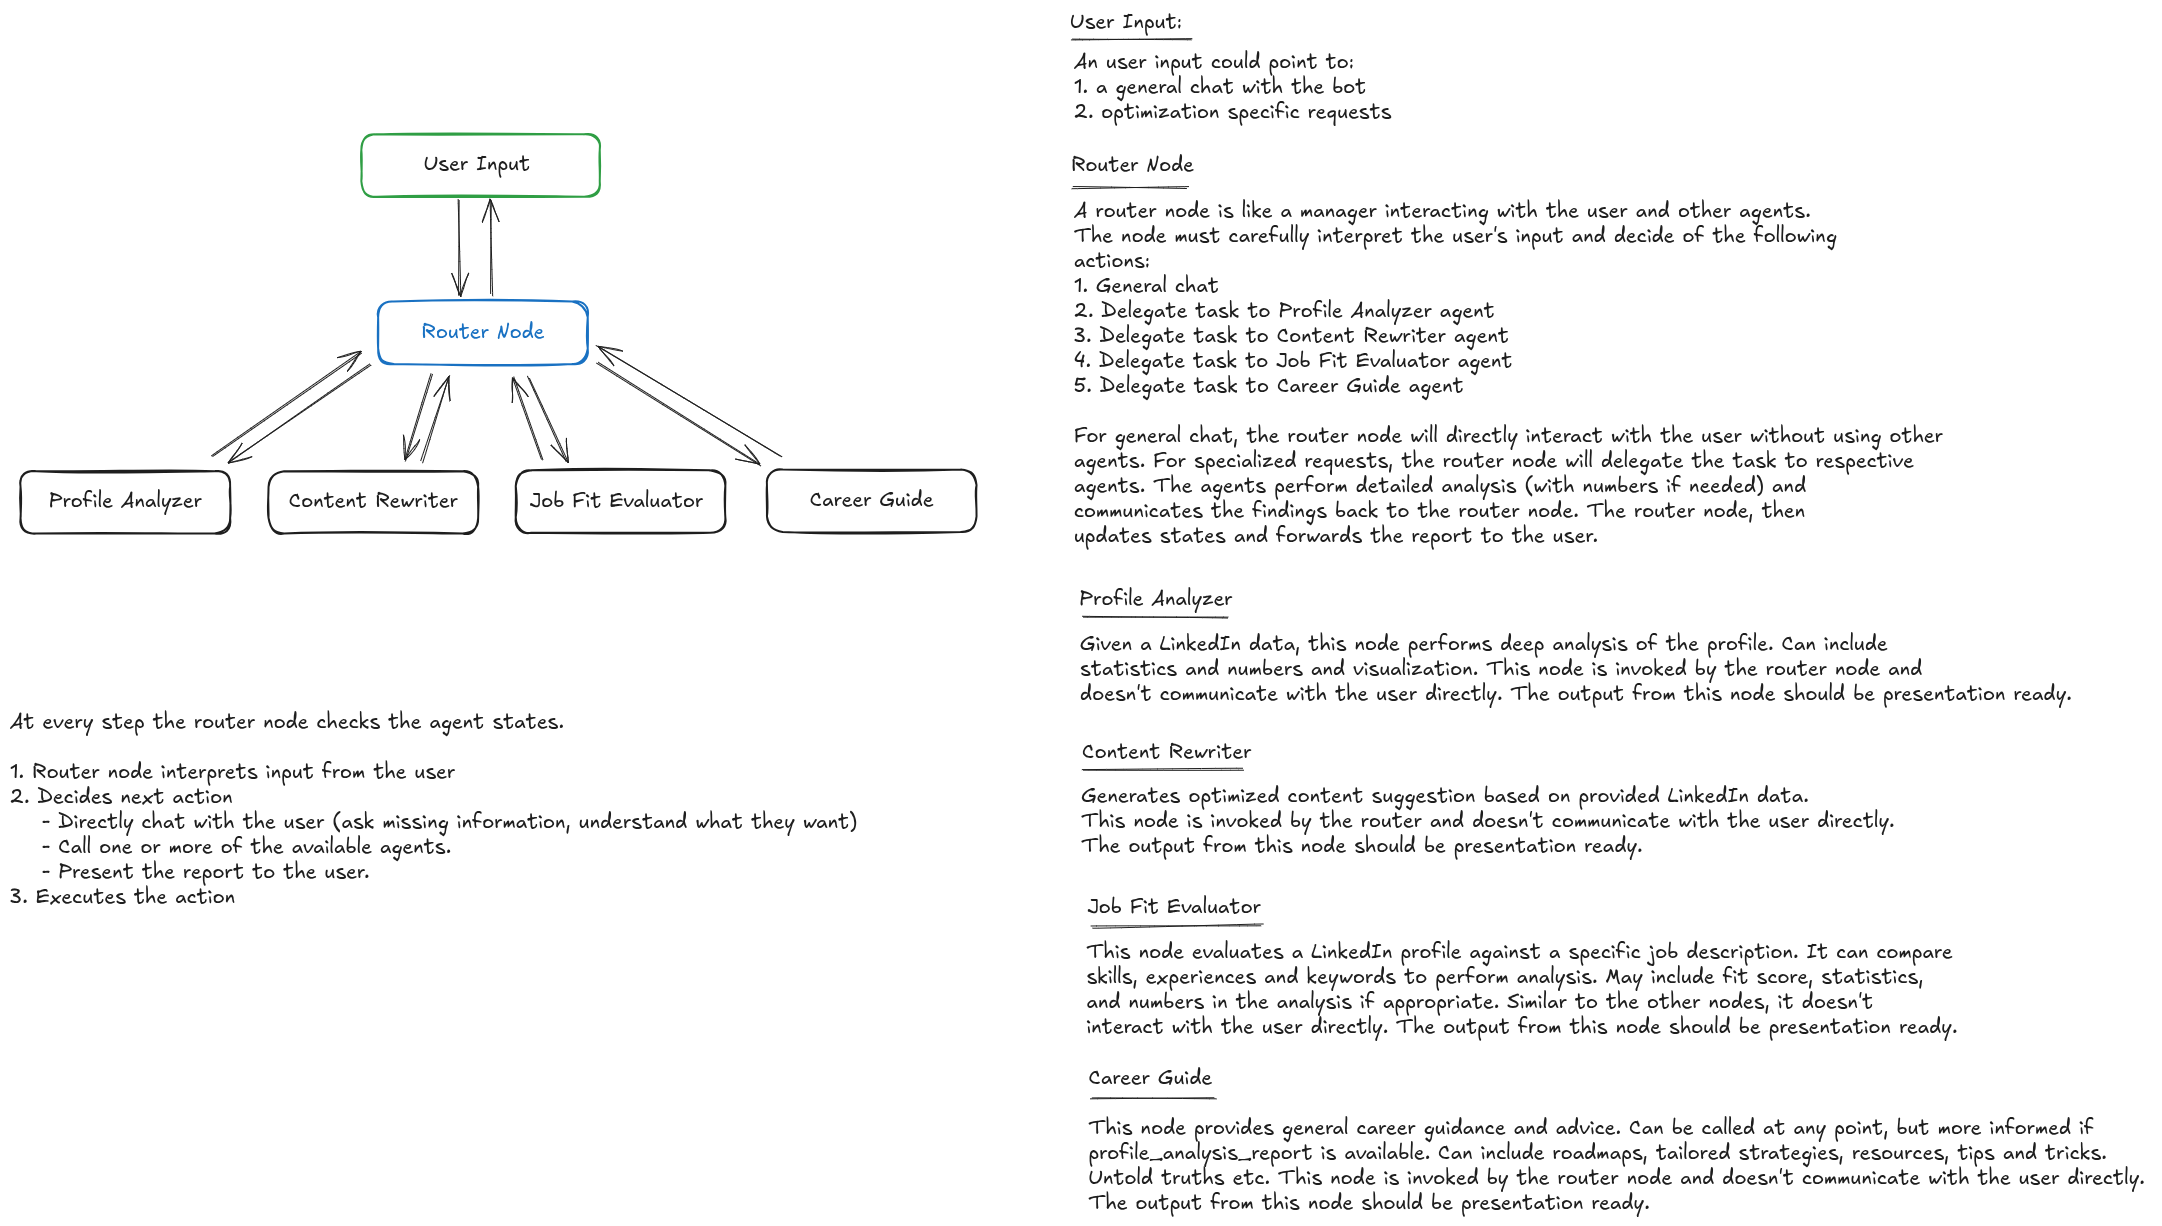 User Input
Router Node
Profile Analyzer
Content Rewriter
Job Fit Evaluator
Career Guide
At every step the router node checks the agent states.
1. Router node interprets input from the user
2. Decides next action
- Directly chat with the user (ask missing information, understand what they want)
- Call one or more of the available agents.
- Present the report to the user.
3. Executes the action
User Input:
An user input could point to:
1. a general chat with the bot
2. optimization specific requests
Router Node
A router node is like a manager interacting with the user and other agents.
The node must carefully interpret the user's input and decide of the following
actions:
1. General chat
2. Delegate task to Profile Analyzer agent
3. Delegate task to Content Rewriter agent
4. Delegate task to Job Fit Evaluator agent
5. Delegate task to Career Guide agent
For general chat, the router node will directly interact with the user without using other
agents. For specialized requests, the router node will delegate the task to respective
agents. The agents perform detailed analysis (with numbers if needed) and
communicates the findings back to the router node. The router node, then
updates states and forwards the report to the user.
Profile Analyzer
Given a LinkedIn data, this node performs deep analysis of the profile. Can include
statistics and numbers and visualization. This node is invoked by the router node and
doesn't communicate with the user directly. The output from this node should be presentation ready.
Content Rewriter
Generates optimized content suggestion based on provided LinkedIn data.
This node is invoked by the router and doesn't communicate with the user directly.
The output from this node should be presentation ready.
Job Fit Evaluator
This node evaluates a LinkedIn profile against a specific job description. It can compare
skills, experiences and keywords to perform analysis. May include fit score, statistics,
and numbers in the analysis if appropriate. Similar to the other nodes, it doesn't
interact with the user directly. The output from this node should be presentation ready.
Career Guide
This node provides general career guidance and advice. Can be called at any point, but more informed if
profile_analysis_report is available. Can include roadmaps, tailored strategies, resources, tips and tricks.
Untold truths etc. This node is invoked by the router node and doesn't communicate with the user directly.
The output from this node should be presentation ready.